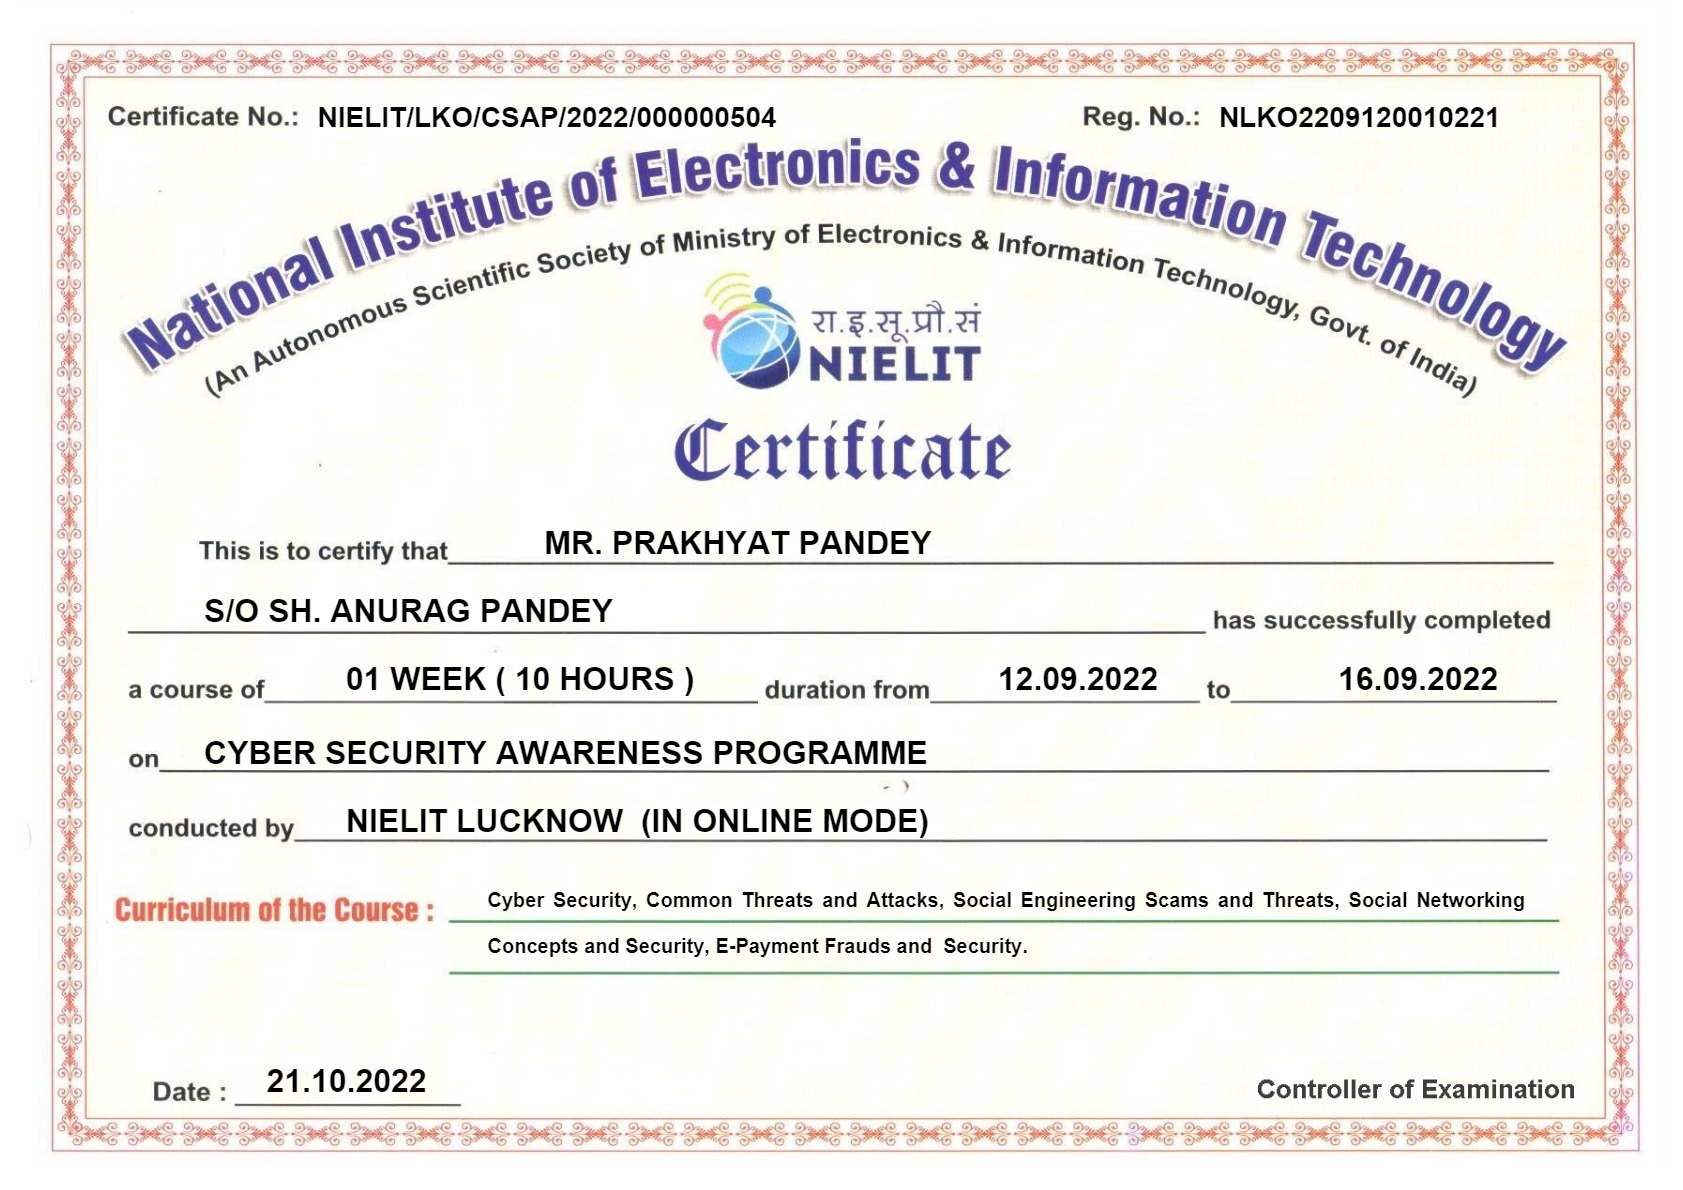 Certificate No.: NIELIT/LKO/CSAP/2022/000000504 Reg. No.: NLKO2209120010221
National Institute of Electronics & Information Technology
(An Autonomous Scientific Society of Ministry of Electronics & Information Technology, Govt. of India)
रा.इ.सू.प्रौ.सं
NIELIT
Certificate
This is to certify that MR. PRAKHYAT PANDEY
S/O SH. ANURAG PANDEY has successfully completed
a course of 01 WEEK ( 10 HOURS ) duration from 12.09.2022 to 16.09.2022
on CYBER SECURITY AWARENESS PROGRAMME
conducted by NIELIT LUCKNOW (IN ONLINE MODE)
Curriculum of the Course : Cyber Security, Common Threats and Attacks, Social Engineering Scams and Threats, Social Networking
Concepts and Security, E-Payment Frauds and Security.
Date : 21.10.2022 Controller of Examination